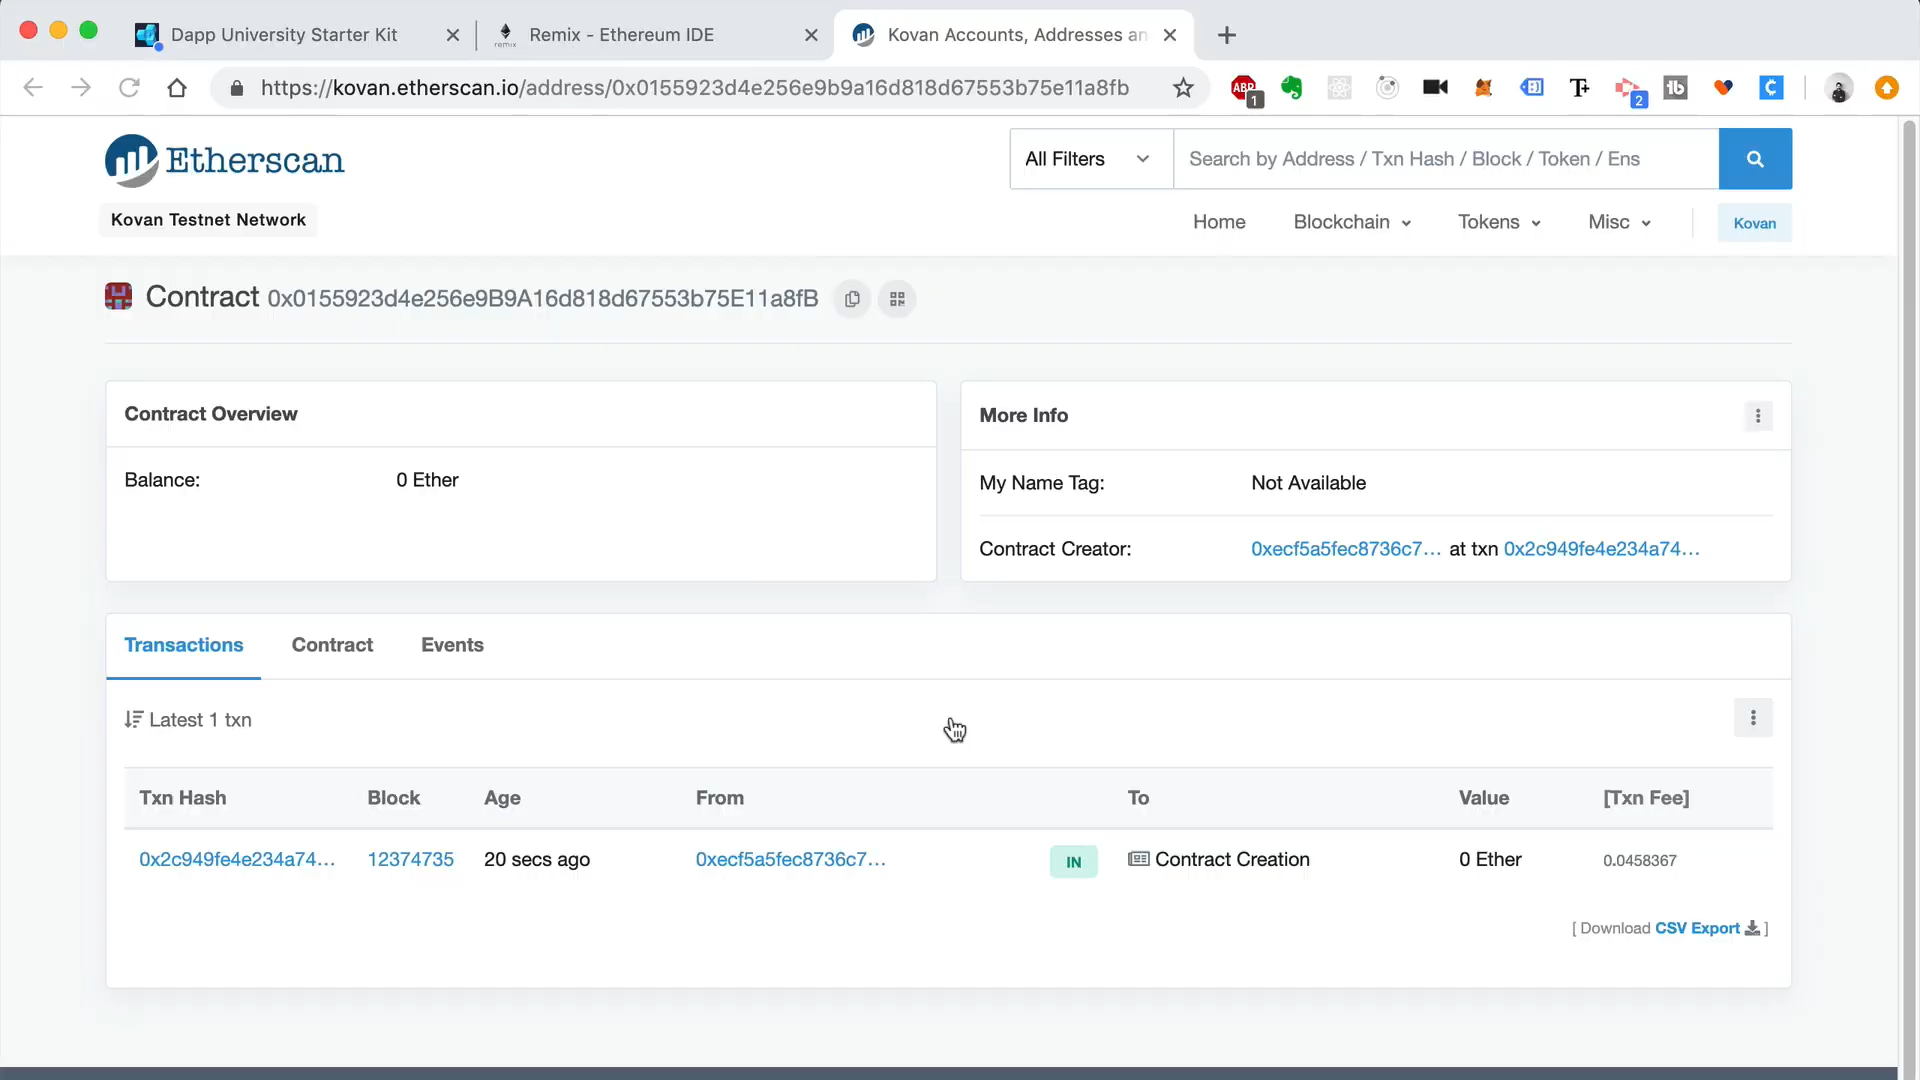 Dapp University Starter Kit
Remix - Ethereum IDE
Kovan Accounts, Addresses an
https://kovan.etherscan.io/address/0x0155923d4e256e9b9a16d818d67553b75e11a8fb
ABP
1
T
2
tb
Etherscan
All Filters
Search by Address / Txn Hash / Block / Token / Ens
Kovan Testnet Network
Home
Blockchain
Tokens
Misc
Kovan
Contract 0x0155923d4e256e9B9A16d818d67553b75E11a8fB
Contract Overview
Balance:
0 Ether
More Info
My Name Tag:
Not Available
Contract Creator:
0xecf5a5fec8736c7... at txn 0x2c949fe4e234a74...
Transactions
Contract
Events
Latest 1 txn
Txn Hash
Block
Age
From
To
Value
[Txn Fee]
0x2c949fe4e234a74...
12374735
20 secs ago
0xecf5a5fec8736c7...
IN
Contract Creation
0 Ether
0.0458367
[ Download CSV Export ]